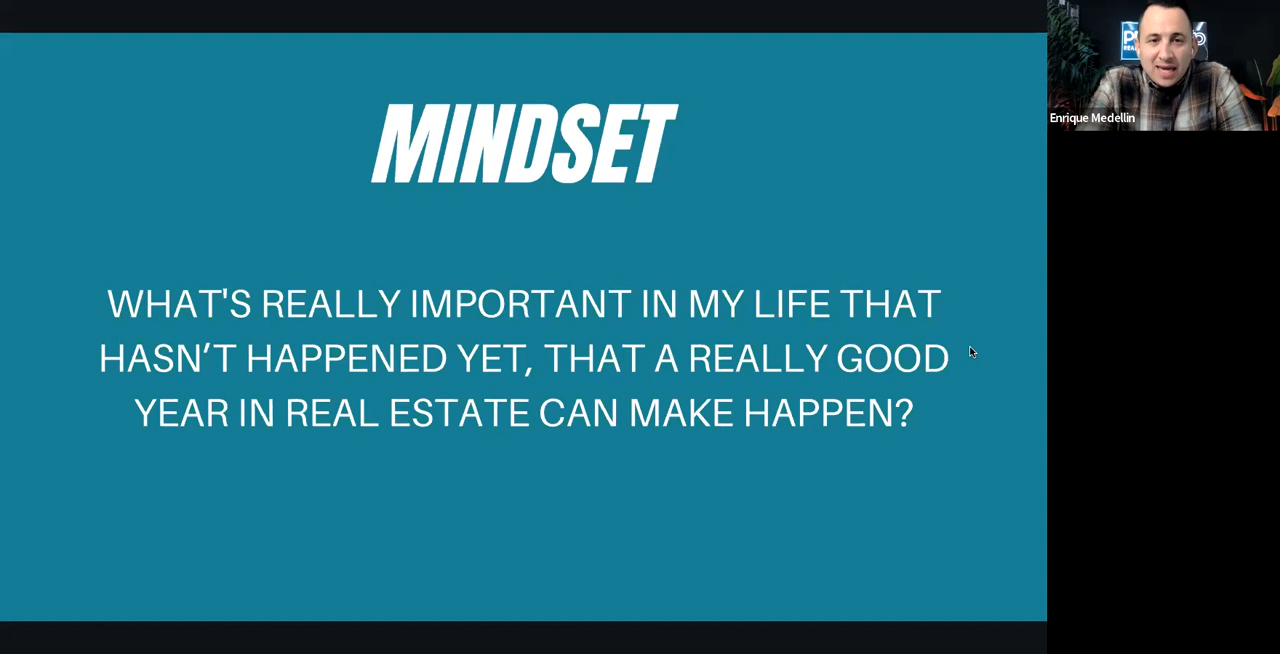 MINDSET
WHAT'S REALLY IMPORTANT IN MY LIFE THAT
HASN’T HAPPENED YET, THAT A REALLY GOOD
YEAR IN REAL ESTATE CAN MAKE HAPPEN?
Enrique Medellin